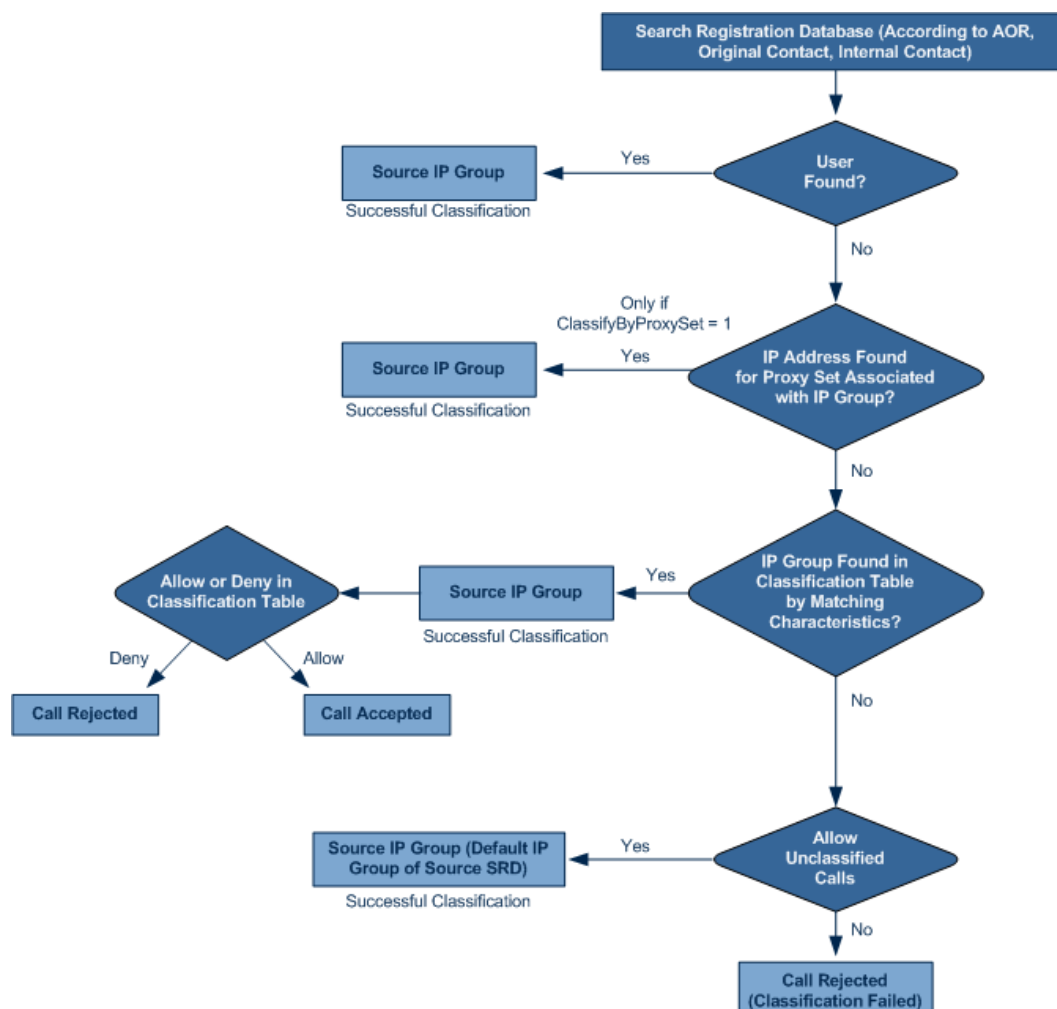 Search Registration Database (According to AOR,
Original Contact, Internal Contact)
User
Found?
Yes
Source IP Group
Successful Classification
No
Only if
ClassifyByProxySet = 1
Yes
Source IP Group
Successful Classification
IP Address Found
for Proxy Set Associated
with IP Group?
No
IP Group Found in
Classification Table
by Matching
Characteristics?
Yes
Source IP Group
Successful Classification
Allow or Deny in
Classification Table
Deny
Allow
Call Rejected
Call Accepted
No
Allow
Unclassified
Calls
Yes
Source IP Group (Default IP
Group of Source SRD)
Successful Classification
No
Call Rejected
(Classification Failed)